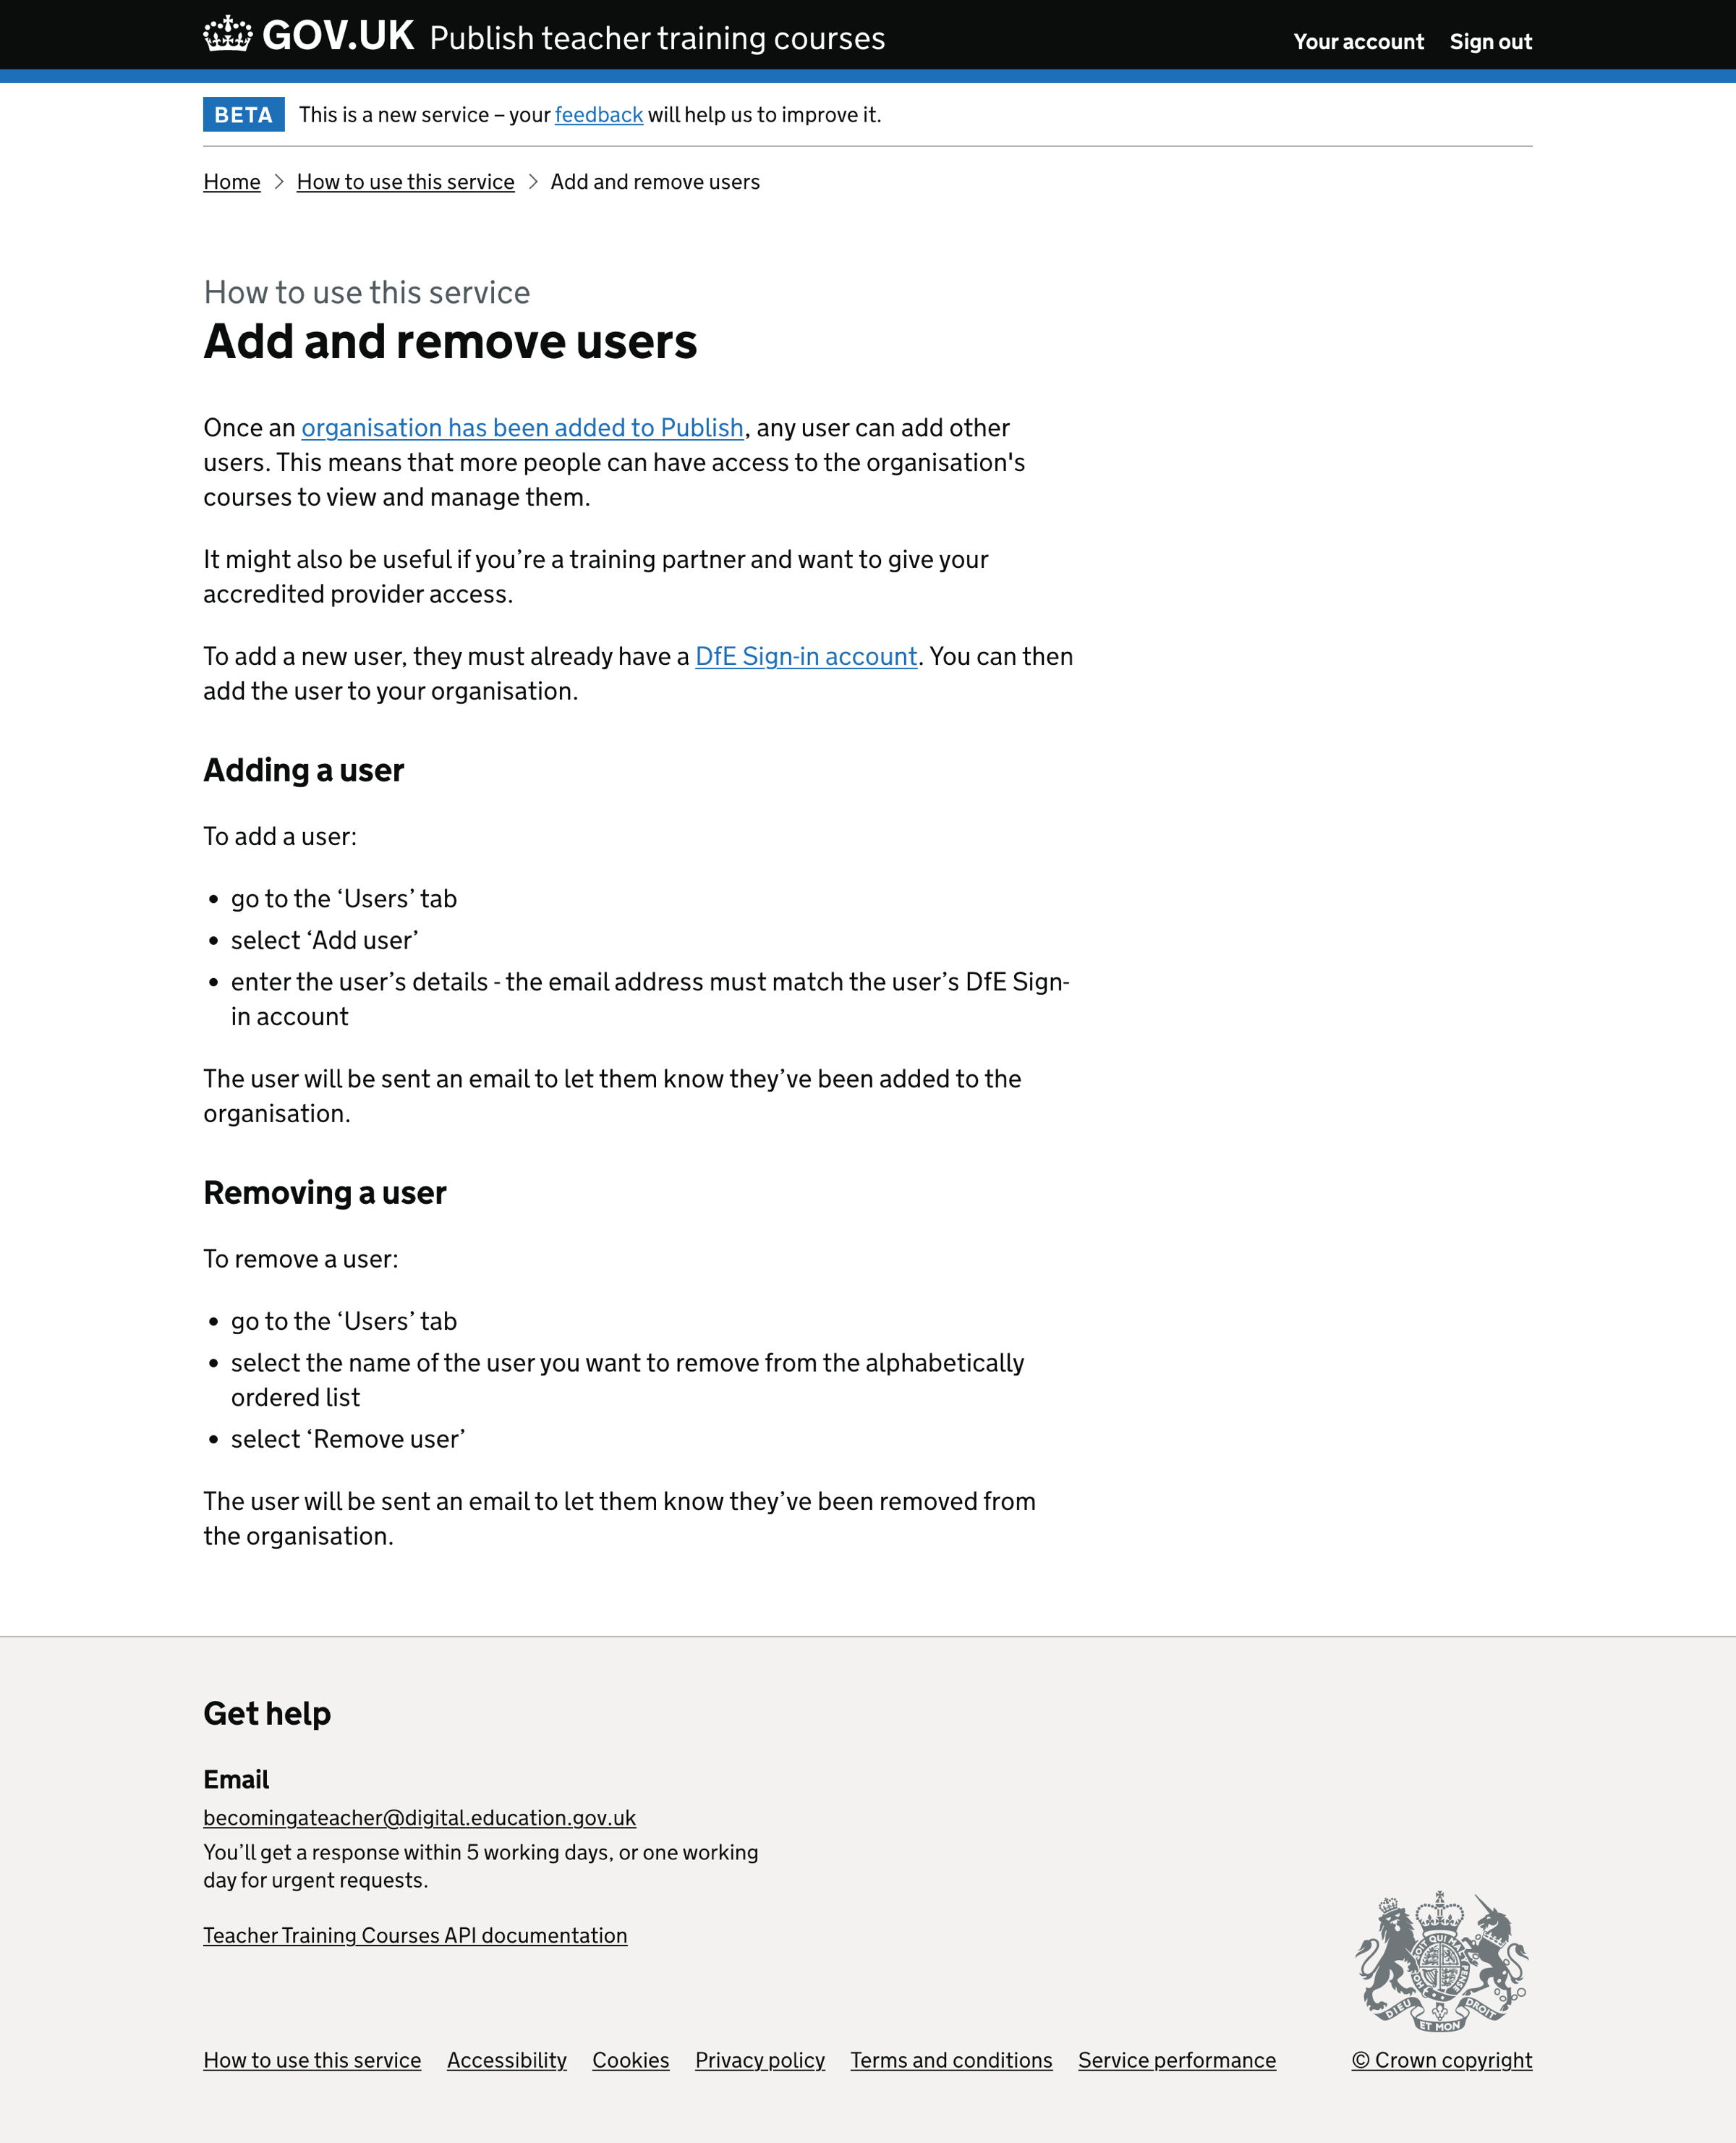 GOV.UK Publish teacher training courses
Your account Sign out
BETA This is a new service – your feedback will help us to improve it.
Home How to use this service Add and remove users
How to use this service
Add and remove users
Once an organisation has been added to Publish, any user can add other
users. This means that more people can have access to the organisation's
courses to view and manage them.
It might also be useful if you’re a training partner and want to give your
accredited provider access.
To add a new user, they must already have a DfE Sign-in account. You can then
add the user to your organisation.
Adding a user
To add a user:
• go to the ‘Users’ tab
• select ‘Add user’
• enter the user’s details - the email address must match the user’s DfE Sign-
in account
The user will be sent an email to let them know they’ve been added to the
organisation.
Removing a user
To remove a user:
• go to the ‘Users’ tab
• select the name of the user you want to remove from the alphabetically
ordered list
• select ‘Remove user’
The user will be sent an email to let them know they’ve been removed from
the organisation.
Get help
Email
becomingateacher@digital.education.gov.uk
You’ll get a response within 5 working days, or one working
day for urgent requests.
Teacher Training Courses API documentation
DIEU ET MON DROIT
How to use this service Accessibility Cookies Privacy policy Terms and conditions Service performance © Crown copyright